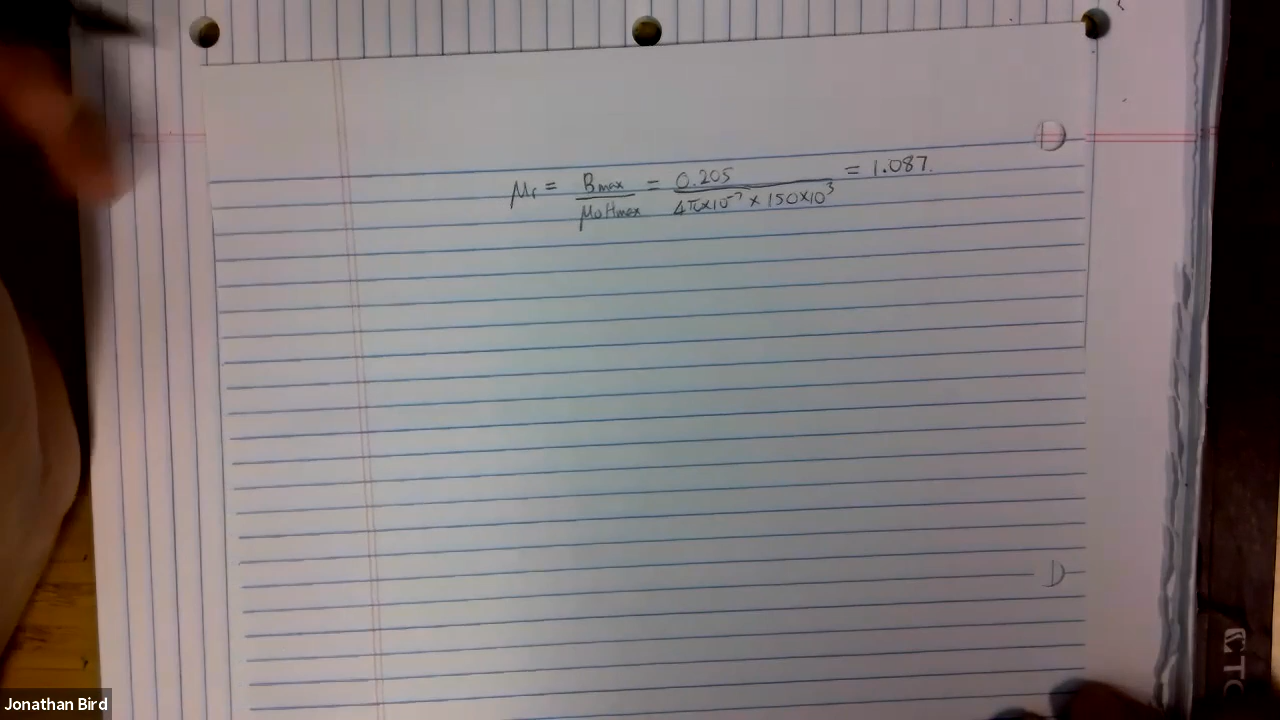 μr = Bmax / μ0Hmax = 0.205 / 4π×10⁻⁷ × 150×10³ = 1.087.
Jonathan Bird